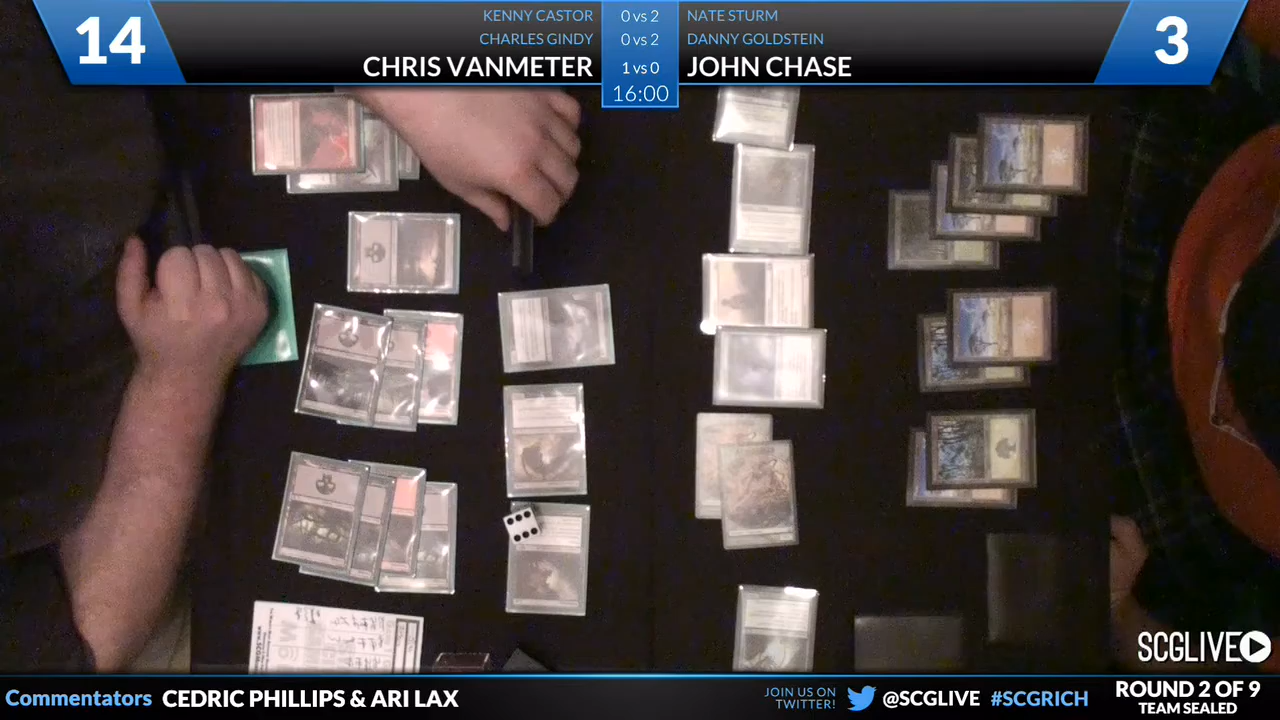 14
KENNY CASTOR 0 vs 2 NATE STURM
CHARLES GINDY 0 vs 2 DANNY GOLDSTEIN
CHRIS VANMETER 1 vs 0 JOHN CHASE
16:00
3
SCGLIVE
Commentators CEDRIC PHILLIPS & ARI LAX
JOIN US ON TWITTER!
@SCGLIVE #SCGRICH
ROUND 2 OF 9
TEAM SEALED